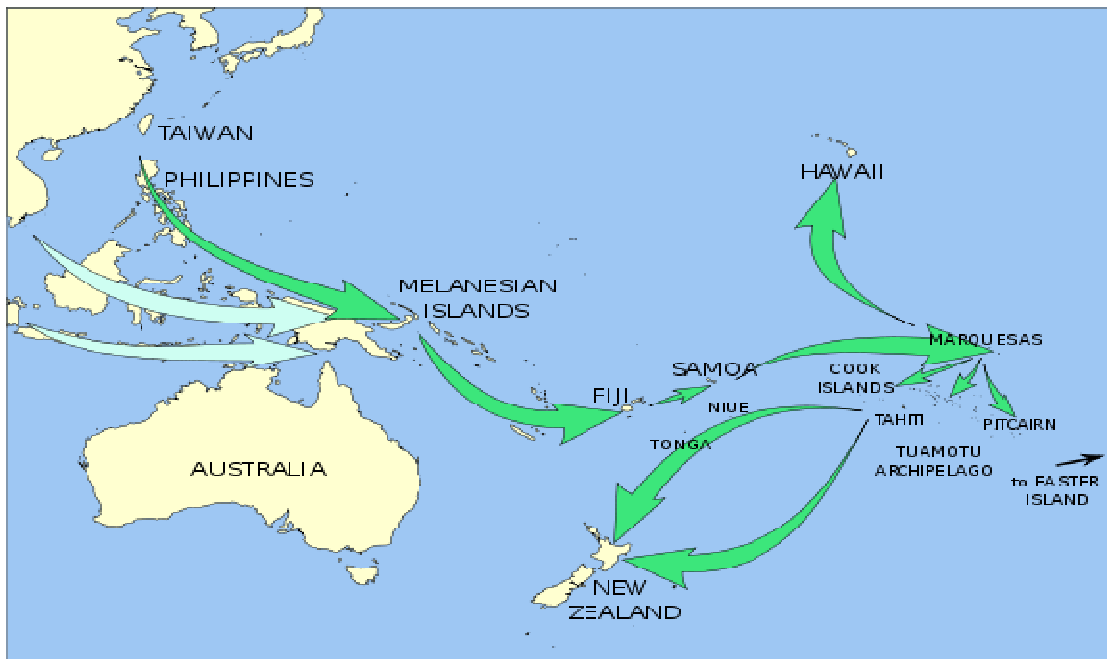 TAIWAN
PHILIPPINES
HAWAII
MELANESIAN
ISLANDS
MARQUESAS
SAMOA
COOK
ISLANDS
FIJI
NIUE
TAHITI
PITCAIRN
TONGA
TUAMOTU
ARCHIPELAGO
AUSTRALIA
to EASTER
ISLAND
NEW
ZEALAND